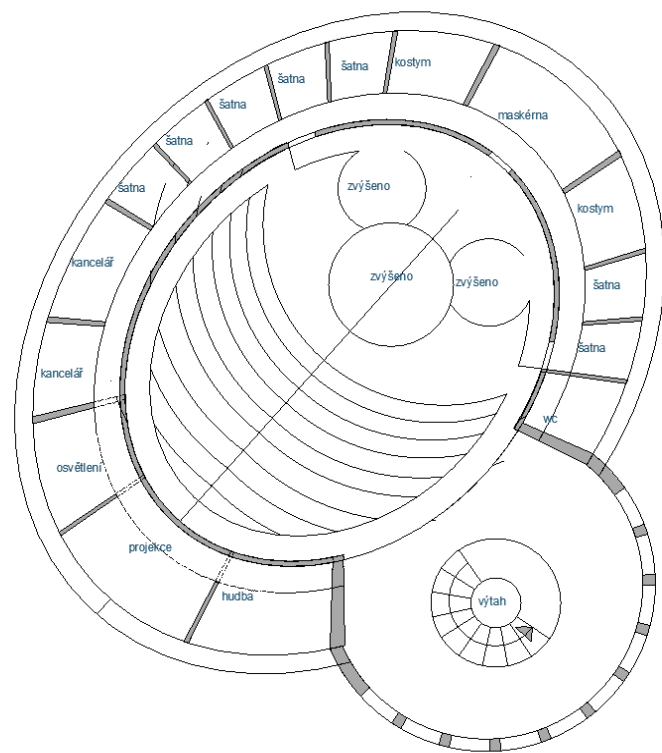 šatna
kostym
šatna
šatna
šatna
maskérna
šatna
šatna
zvýšeno
kostym
kancelář
zvýšeno
zvýšeno
šatna
šatna
kancelář
wc
osvětlení
projekce
hudba
výtah